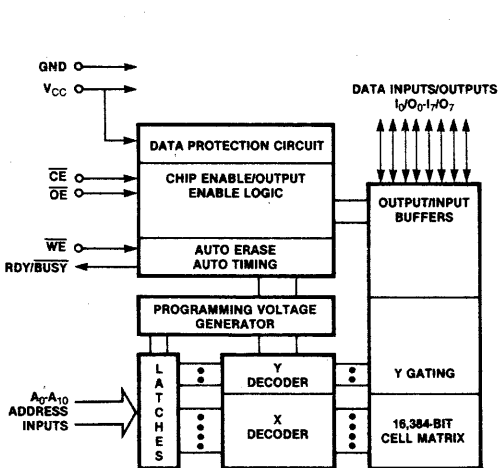 GND
VCC
DATA INPUTS/OUTPUTS
I0/O0-I7/O7
DATA PROTECTION CIRCUIT
CE
OE
CHIP ENABLE/OUTPUT
ENABLE LOGIC
OUTPUT/INPUT
BUFFERS
WE
RDY/BUSY
AUTO ERASE
AUTO TIMING
PROGRAMMING VOLTAGE
GENERATOR
A0-A10
ADDRESS
INPUTS
LATCHES
Y
DECODER
Y GATING
X
DECODER
16,384-BIT
CELL MATRIX